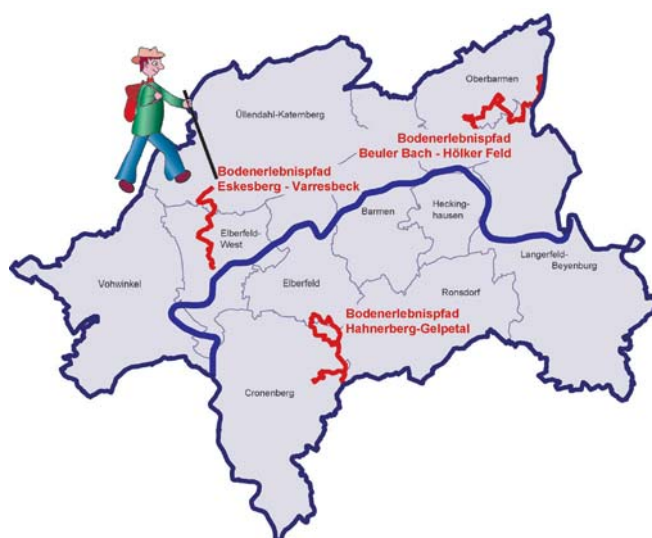 Oberbarmen
Üllendahl-Katernberg
Bodenerlebnispfad
Beuler Bach - Hölker Feld
Bodenerlebnispfad
Eskesberg - Varresbeck
Elberfeld-
West
Barmen
Hecking-
hausen
Langerfeld-
Beyenburg
Vohwinkel
Elberfeld
Ronsdorf
Bodenerlebnispfad
Hahnerberg-Gelpetal
Cronenberg